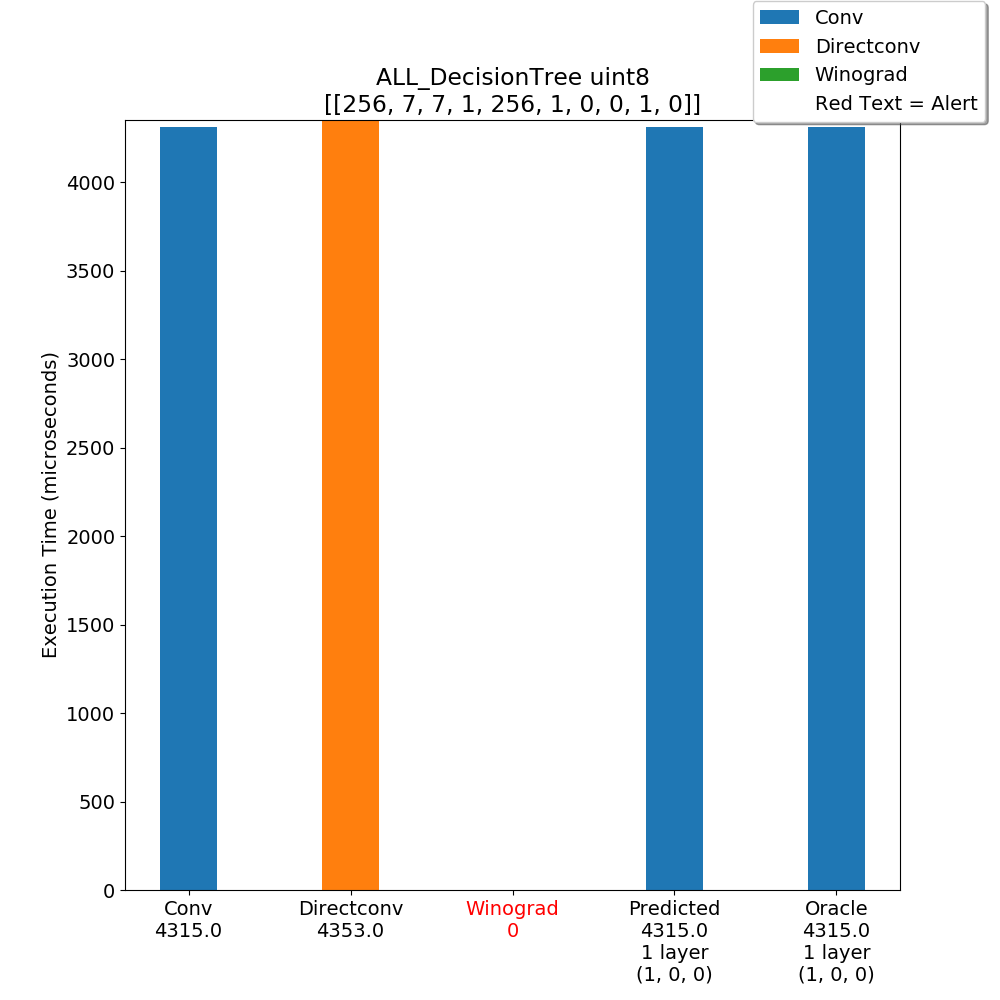 Conv
Directconv
Winograd
Red Text = Alert
ALL_DecisionTree uint8
[[256, 7, 7, 1, 256, 1, 0, 0, 1, 0]]
Execution Time (microseconds)
4000
3500
3000
2500
2000
1500
1000
500
0
Conv
4315.0
Directconv
4353.0
Winograd
0
Predicted
4315.0
1 layer
(1, 0, 0)
Oracle
4315.0
1 layer
(1, 0, 0)